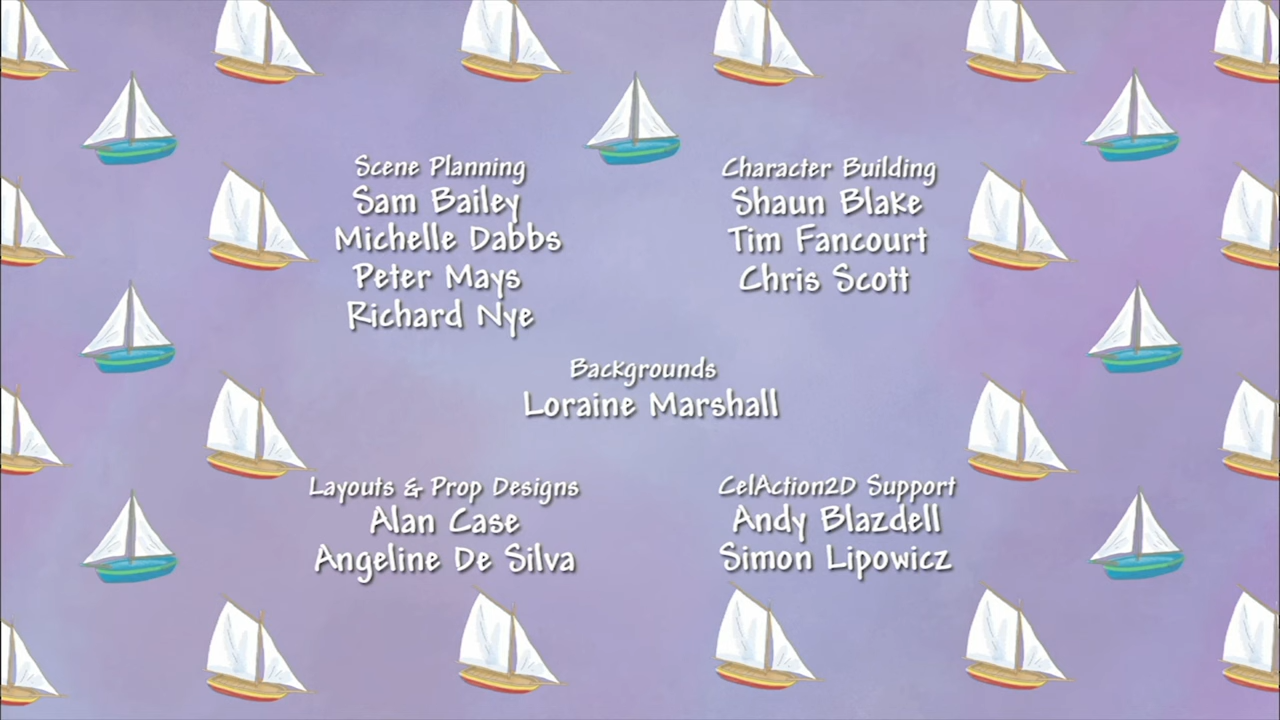 Scene Planning
Sam Bailey
Michelle Dabbs
Peter Mays
Richard Nye
Character Building
Shaun Blake
Tim Fancourt
Chris Scott
Backgrounds
Loraine Marshall
Layouts & Prop Designs
Alan Case
Angeline De Silva
CelAction2D Support
Andy Blazdell
Simon Lipowicz